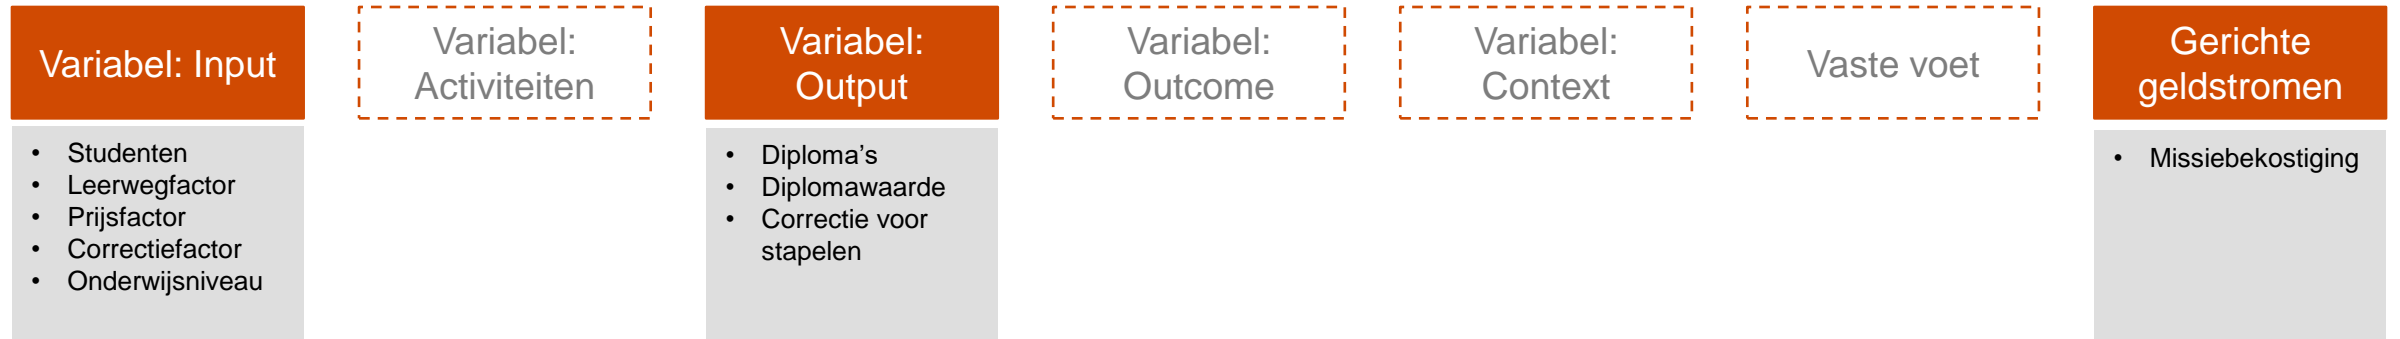 Variabel: Input
Variabel:
Activiteiten
Variabel:
Output
Variabel:
Outcome
Variabel:
Context
Vaste voet
Gerichte
geldstromen
• Studenten
• Leerwegfactor
• Prijsfactor
• Correctiefactor
• Onderwijsniveau
• Diploma's
• Diplomawaarde
• Correctie voor
stapelen
• Missiebekostiging